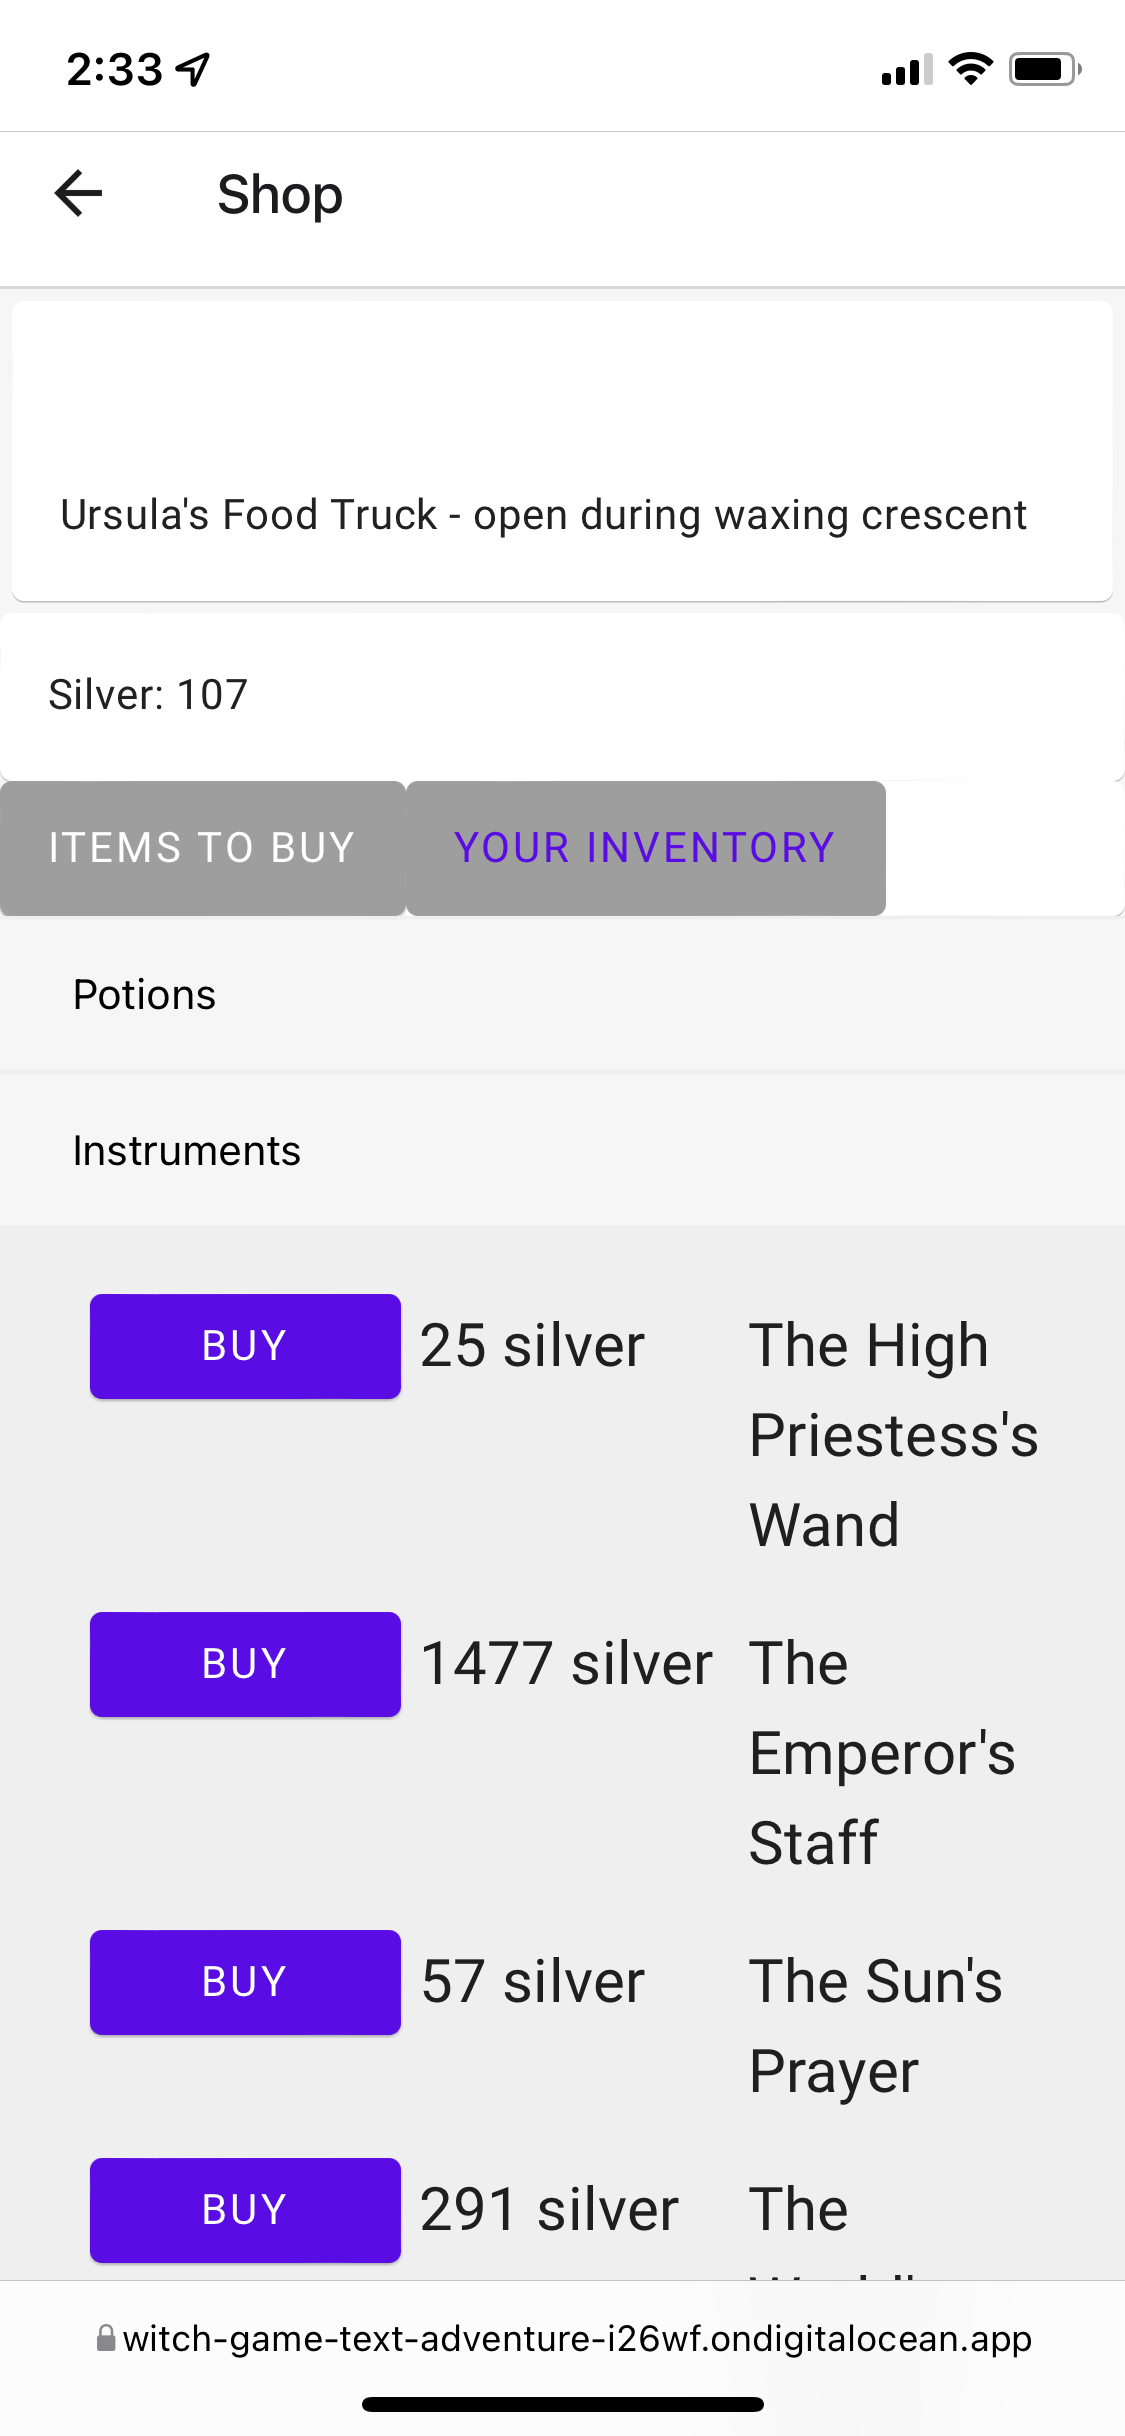 2:33
Shop
Ursula's Food Truck - open during waxing crescent
Silver: 107
ITEMS TO BUY YOUR INVENTORY
Potions
Instruments
BUY 25 silver The High
Priestess's
Wand
BUY 1477 silver The
Emperor's
Staff
BUY 57 silver The Sun's
Prayer
BUY 291 silver The
witch-game-text-adventure-i26wf.ondigitalocean.app